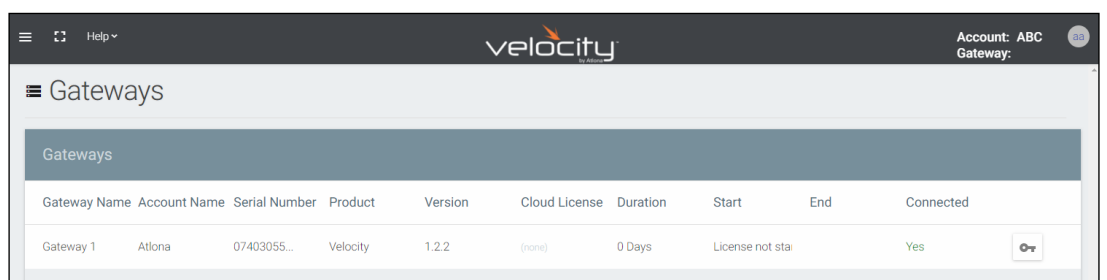 Help
velocity
by Atlona
Account: ABC
Gateway:
aa
Gateways
Gateways
Gateway Name Account Name Serial Number Product Version Cloud License Duration Start End Connected
Gateway 1 Atlona 07403055... Velocity 1.2.2 (none) 0 Days License not sta Yes